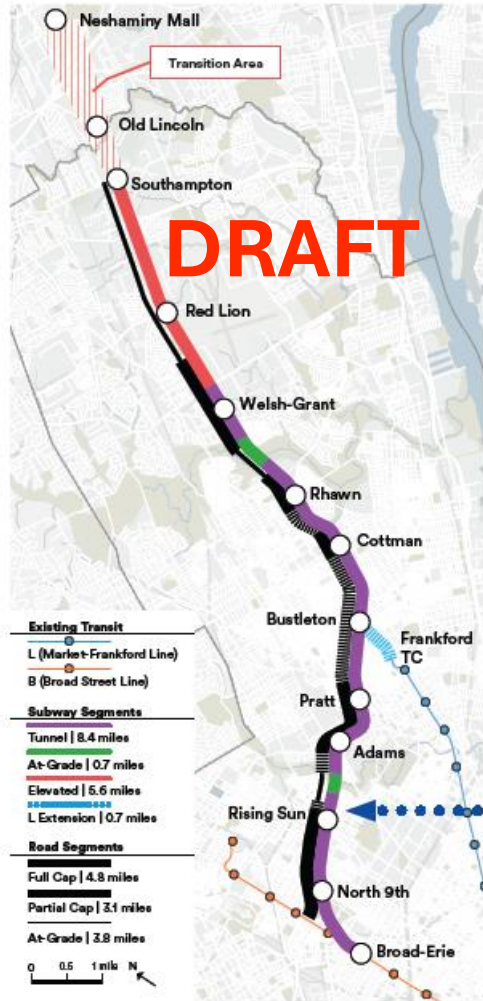 Neshaminy Mall
Transition Area
Old Lincoln
Southampton
DRAFT
Red Lion
Welsh-Grant
Rhawn
Cottman
Bustleton
Frankford
TC
Pratt
Adams
Rising Sun
North 9th
Broad-Erie
Existing Transit
L (Market-Frankford Line)
B (Broad Street Line)
Subway Segments
Tunnel | 8.4 miles
At-Grade | 0.7 miles
Elevated | 5.6 miles
L Extension | 0.7 miles
Road Segments
Full Cap | 4.8 miles
Partial Cap | 3.1 miles
At-Grade | 3.8 miles
0 0.5 1 mile N